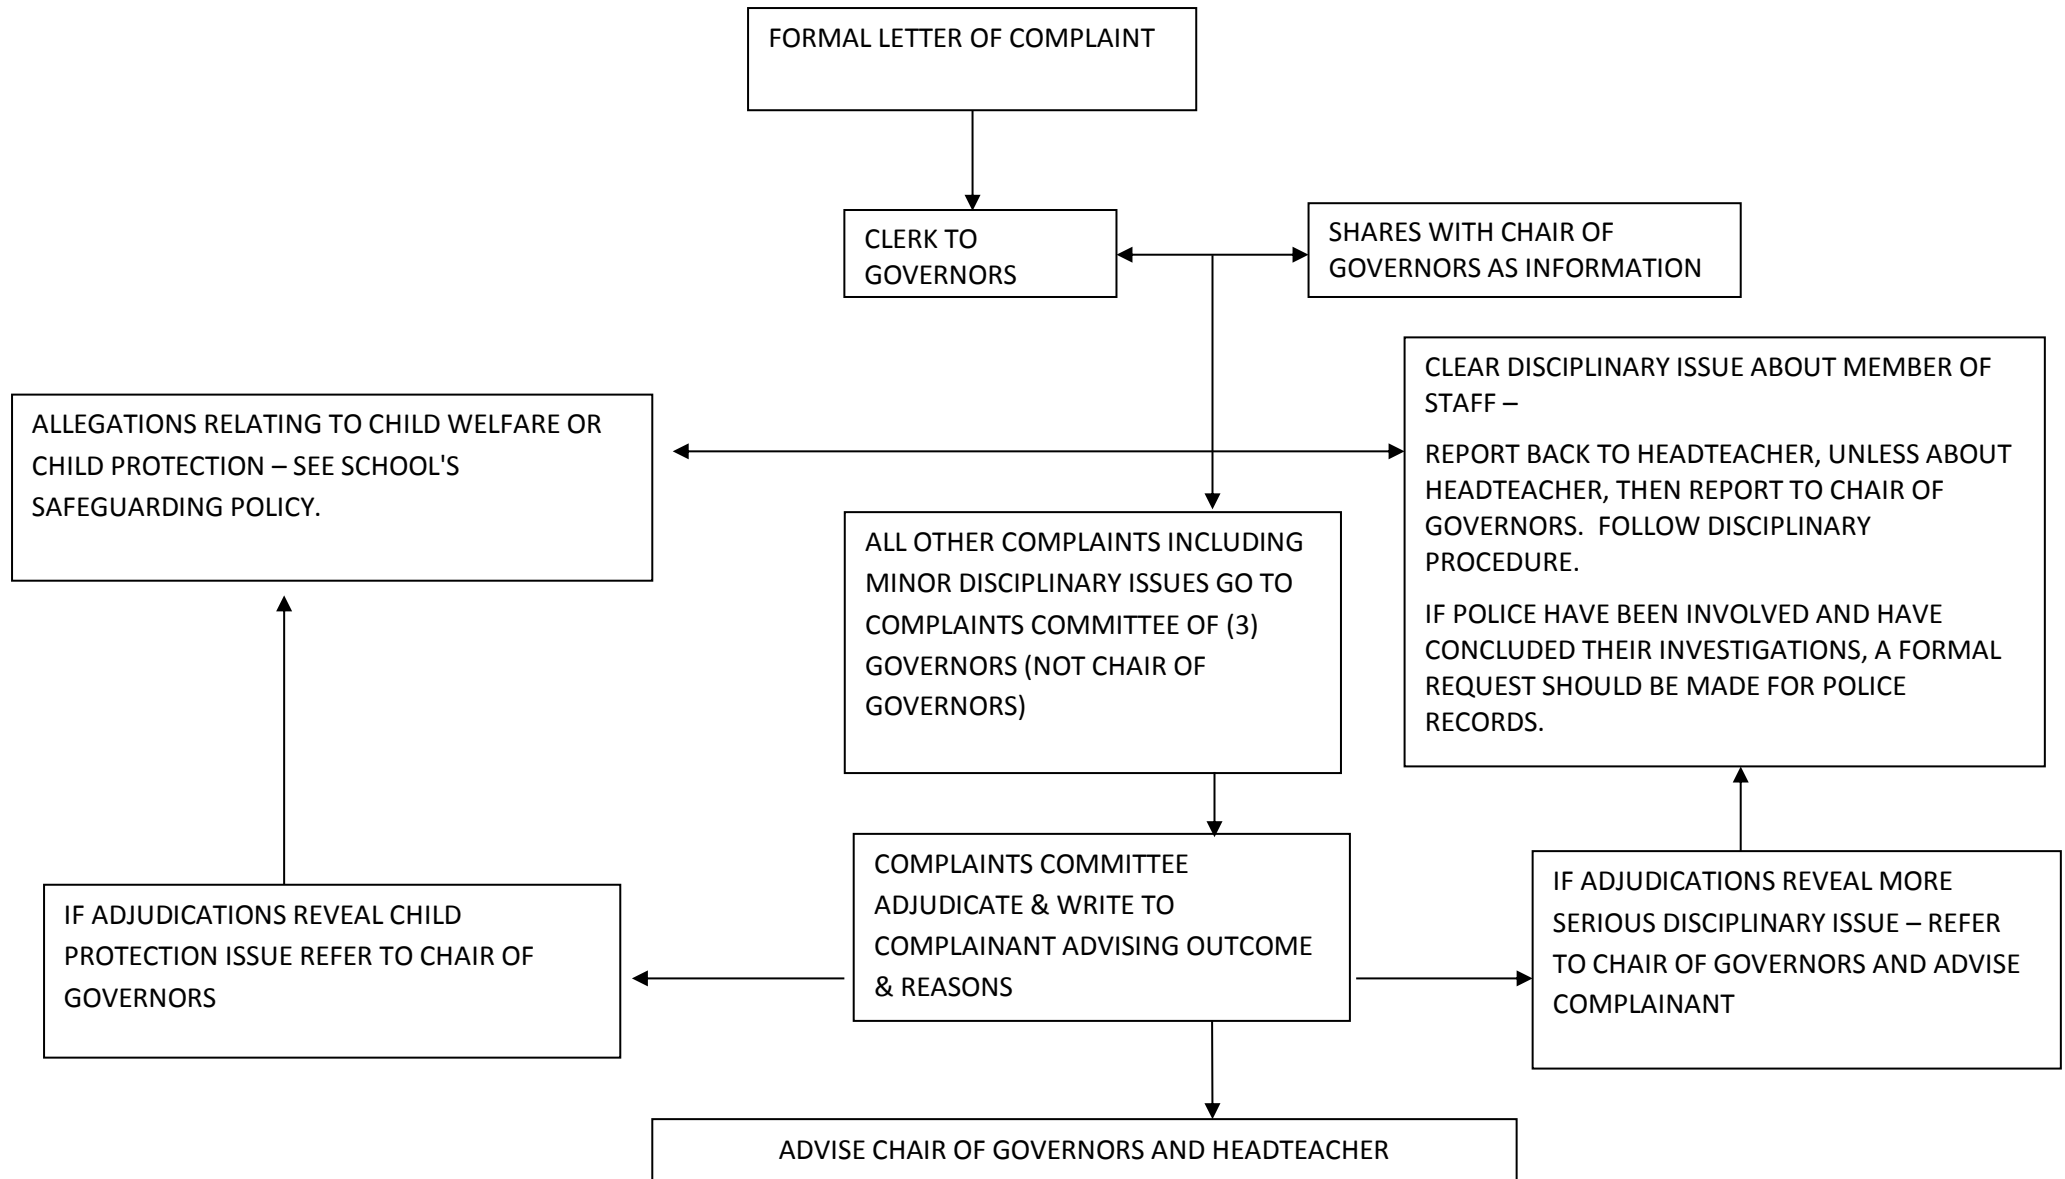 FORMAL LETTER OF COMPLAINT
CLERK TO
GOVERNORS
SHARES WITH CHAIR OF
GOVERNORS AS INFORMATION
ALLEGATIONS RELATING TO CHILD WELFARE OR
CHILD PROTECTION – SEE SCHOOL'S
SAFEGUARDING POLICY.
CLEAR DISCIPLINARY ISSUE ABOUT MEMBER OF
STAFF –
REPORT BACK TO HEADTEACHER, UNLESS ABOUT
HEADTEACHER, THEN REPORT TO CHAIR OF
GOVERNORS.  FOLLOW DISCIPLINARY
PROCEDURE.
IF POLICE HAVE BEEN INVOLVED AND HAVE
CONCLUDED THEIR INVESTIGATIONS, A FORMAL
REQUEST SHOULD BE MADE FOR POLICE
RECORDS.
ALL OTHER COMPLAINTS INCLUDING
MINOR DISCIPLINARY ISSUES GO TO
COMPLAINTS COMMITTEE OF (3)
GOVERNORS (NOT CHAIR OF
GOVERNORS)
IF ADJUDICATIONS REVEAL CHILD
PROTECTION ISSUE REFER TO CHAIR OF
GOVERNORS
COMPLAINTS COMMITTEE
ADJUDICATE & WRITE TO
COMPLAINANT ADVISING OUTCOME
& REASONS
IF ADJUDICATIONS REVEAL MORE
SERIOUS DISCIPLINARY ISSUE – REFER
TO CHAIR OF GOVERNORS AND ADVISE
COMPLAINANT
ADVISE CHAIR OF GOVERNORS AND HEADTEACHER